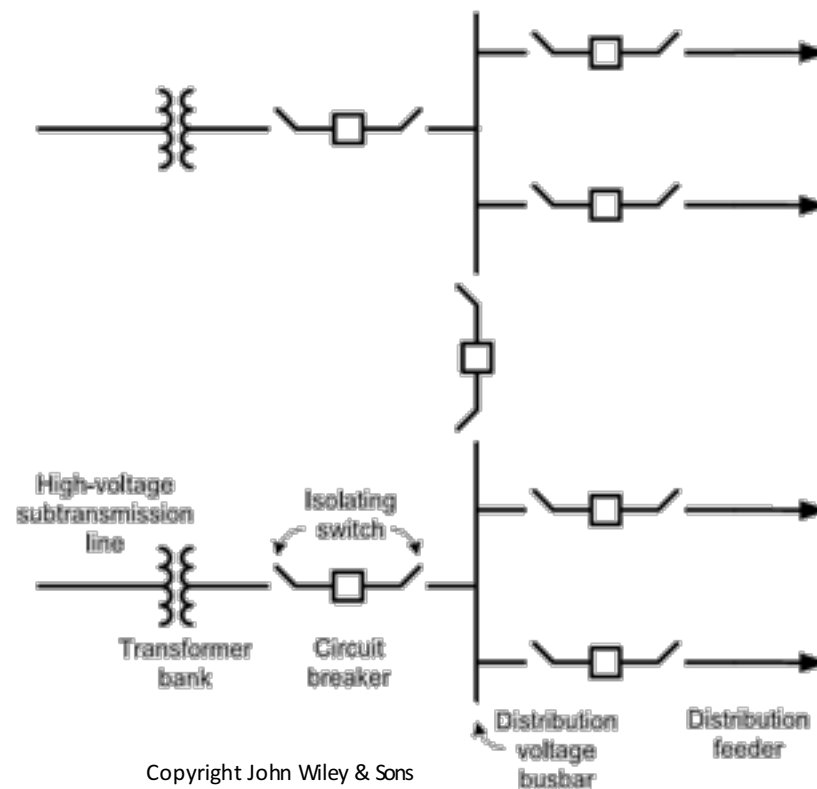 High-voltage
subtransmission
line
Isolating
switch
Transformer
bank
Circuit
breaker
Distribution
voltage
busbar
Distribution
feeder
Copyright John Wiley & Sons